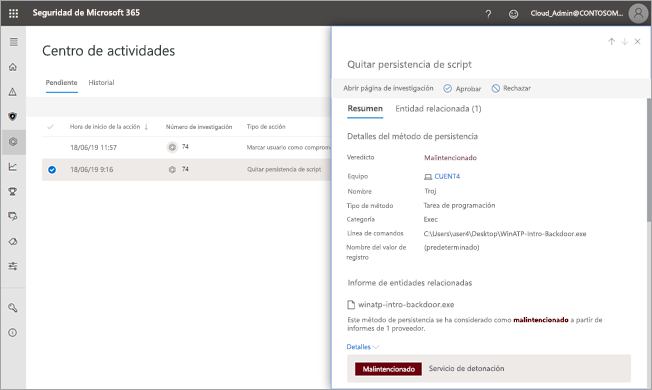 Seguridad de Microsoft 365
? Cloud_Admin@CONTOSOM...
Centro de actividades
Pendiente Historial
Hora de inicio de la acción ↓ Número de investigación Tipo de acción
18/06/19 11:57 74 Marcar usuario como comprom
18/06/19 9:16 74 Quitar persistencia de script
Quitar persistencia de script
Abrir página de investigación Aprobar Rechazar
Resumen Entidad relacionada (1)
Detalles del método de persistencia
Veredicto Malintencionado
Equipo CUENT4
Nombre Troj
Tipo de método Tarea de programación
Categoría Exec
Línea de comandos C:\Users\user4\Desktop\WinATP-Intro-Backdoor.exe
Nombre del valor de (predeterminado)
registro
Informe de entidades relacionadas
winatp-intro-backdoor.exe
Este método de persistencia se ha considerado como malintencionado a partir de
informes de 1 proveedor.
Detalles
Malintencionado Servicio de detonación